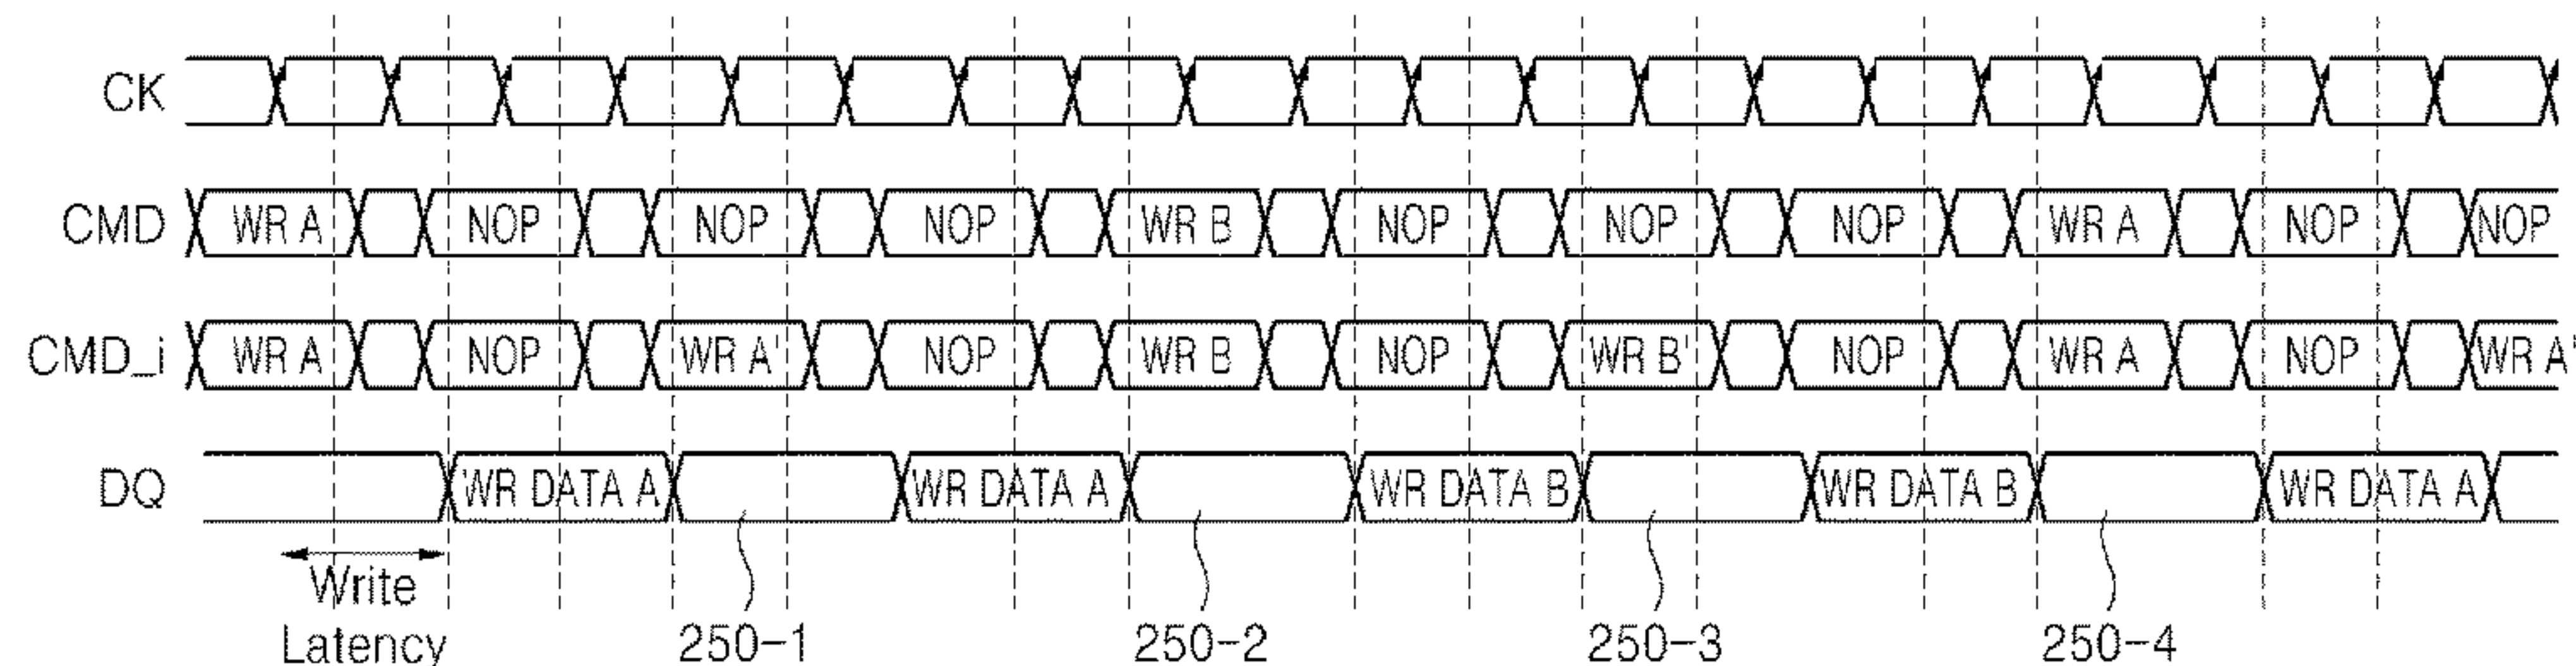 CK
CMD WR A NOP NOP NOP WR B NOP NOP NOP WR A NOP NOP
CMD_i WR A NOP WR A' NOP WR B NOP WR B' NOP WR A NOP WR A'
DQ WR DATA A WR DATA A WR DATA B WR DATA B WR DATA A
Write
Latency 250-1 250-2 250-3 250-4